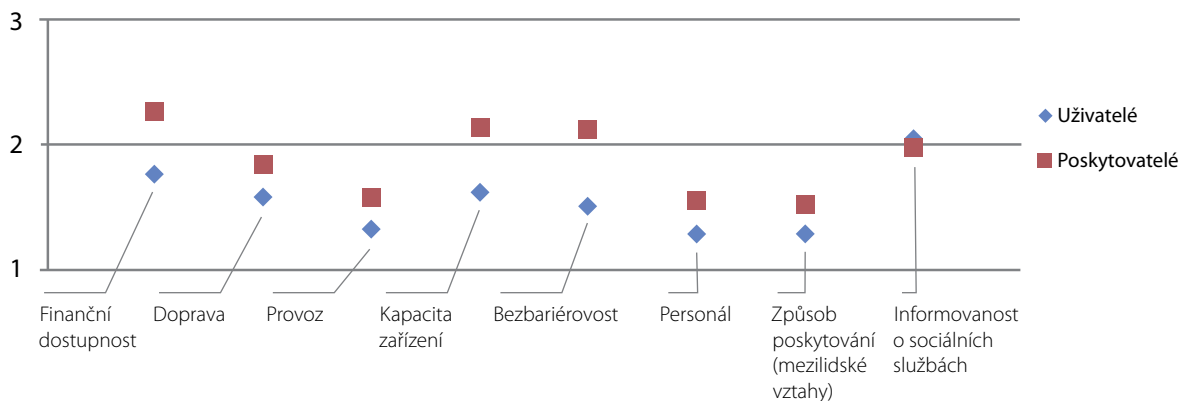 3
2
1
Uživatelé
Poskytovatelé
Finanční
dostupnost
Doprava
Provoz
Kapacita
zařízení
Bezbariérovost
Personál
Způsob
poskytování
(mezilidské
vztahy)
Informovanost
o sociálních
službách